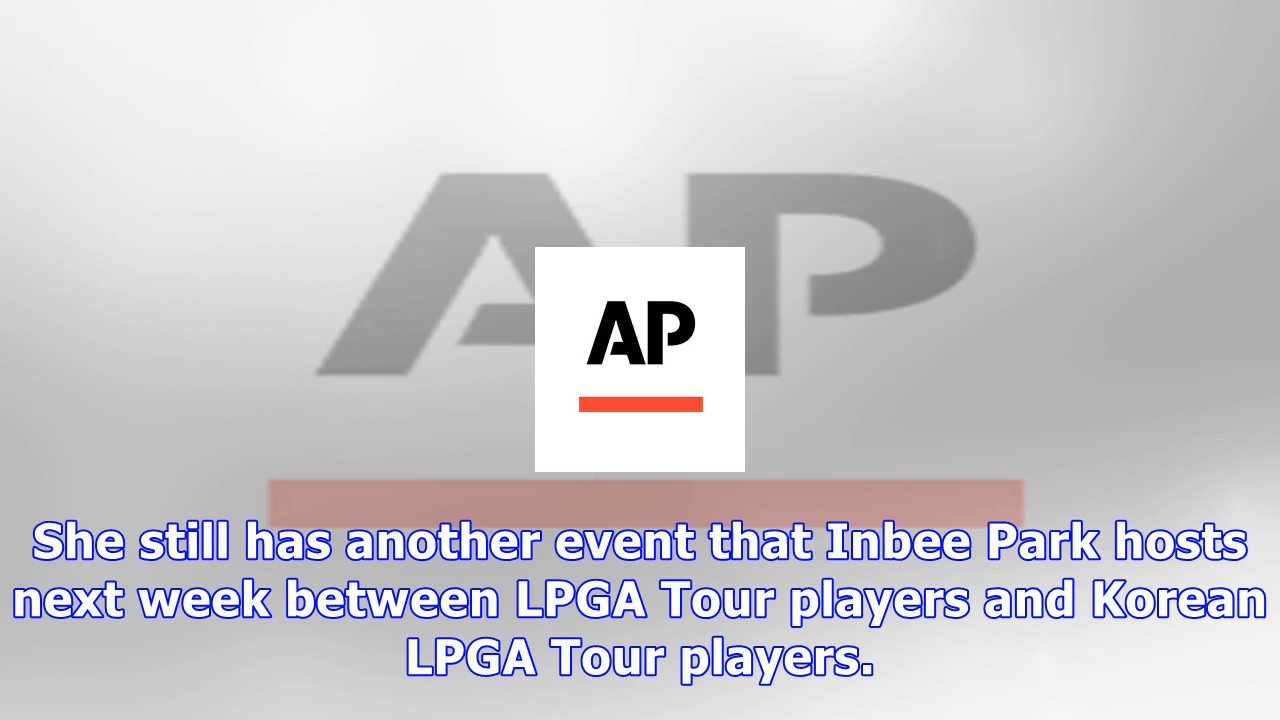 AP
AP
She still has another event that Inbee Park hosts
next week between LPGA Tour players and Korean
LPGA Tour players.